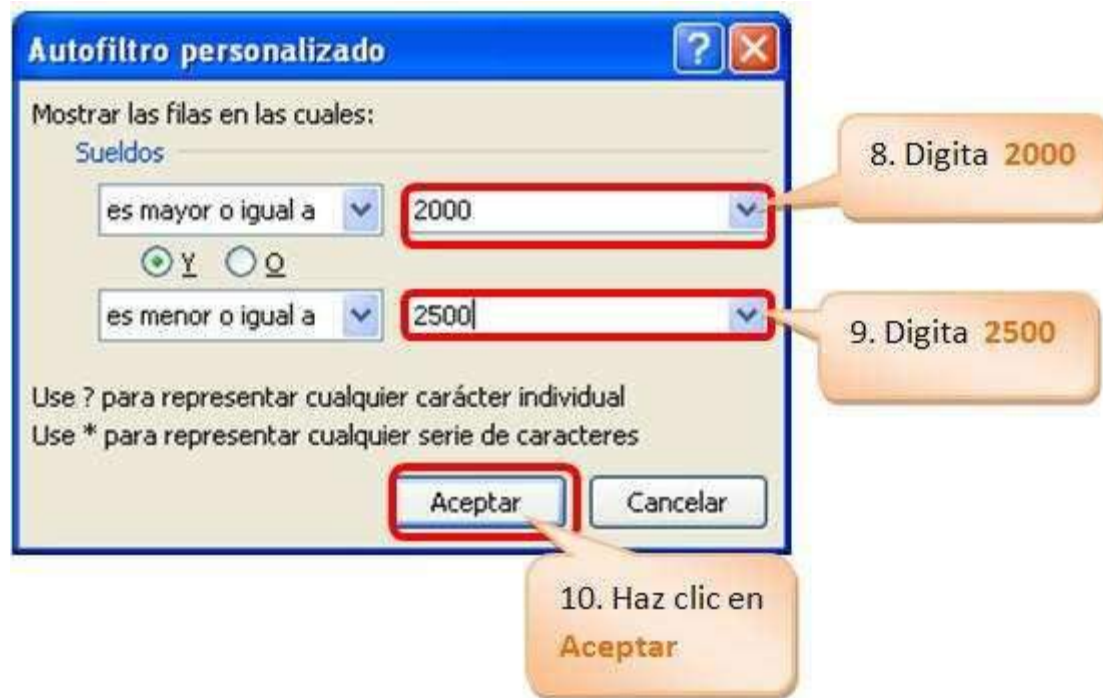 Autofiltro personalizado
?
Mostrar las filas en las cuales:
Sueldos
es mayor o igual a 2000
Y O
es menor o igual a 2500
Use ? para representar cualquier carácter individual
Use * para representar cualquier serie de caracteres
Aceptar Cancelar
8. Digita 2000
9. Digita 2500
10. Haz clic en
Aceptar